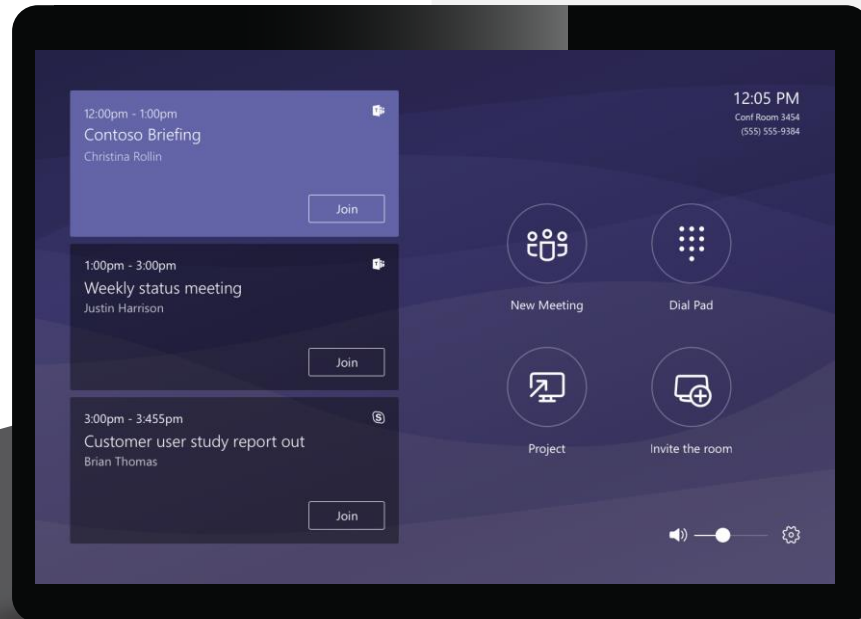 12:00pm - 1:00pm
Contoso Briefing
Christina Rollin
Join
1:00pm - 3:00pm
Weekly status meeting
Justin Harrison
Join
3:00pm - 3:455pm
Customer user study report out
Brian Thomas
Join
12:05 PM
Conf Room 3454
(555) 555-9384
New Meeting
Dial Pad
Project
Invite the room